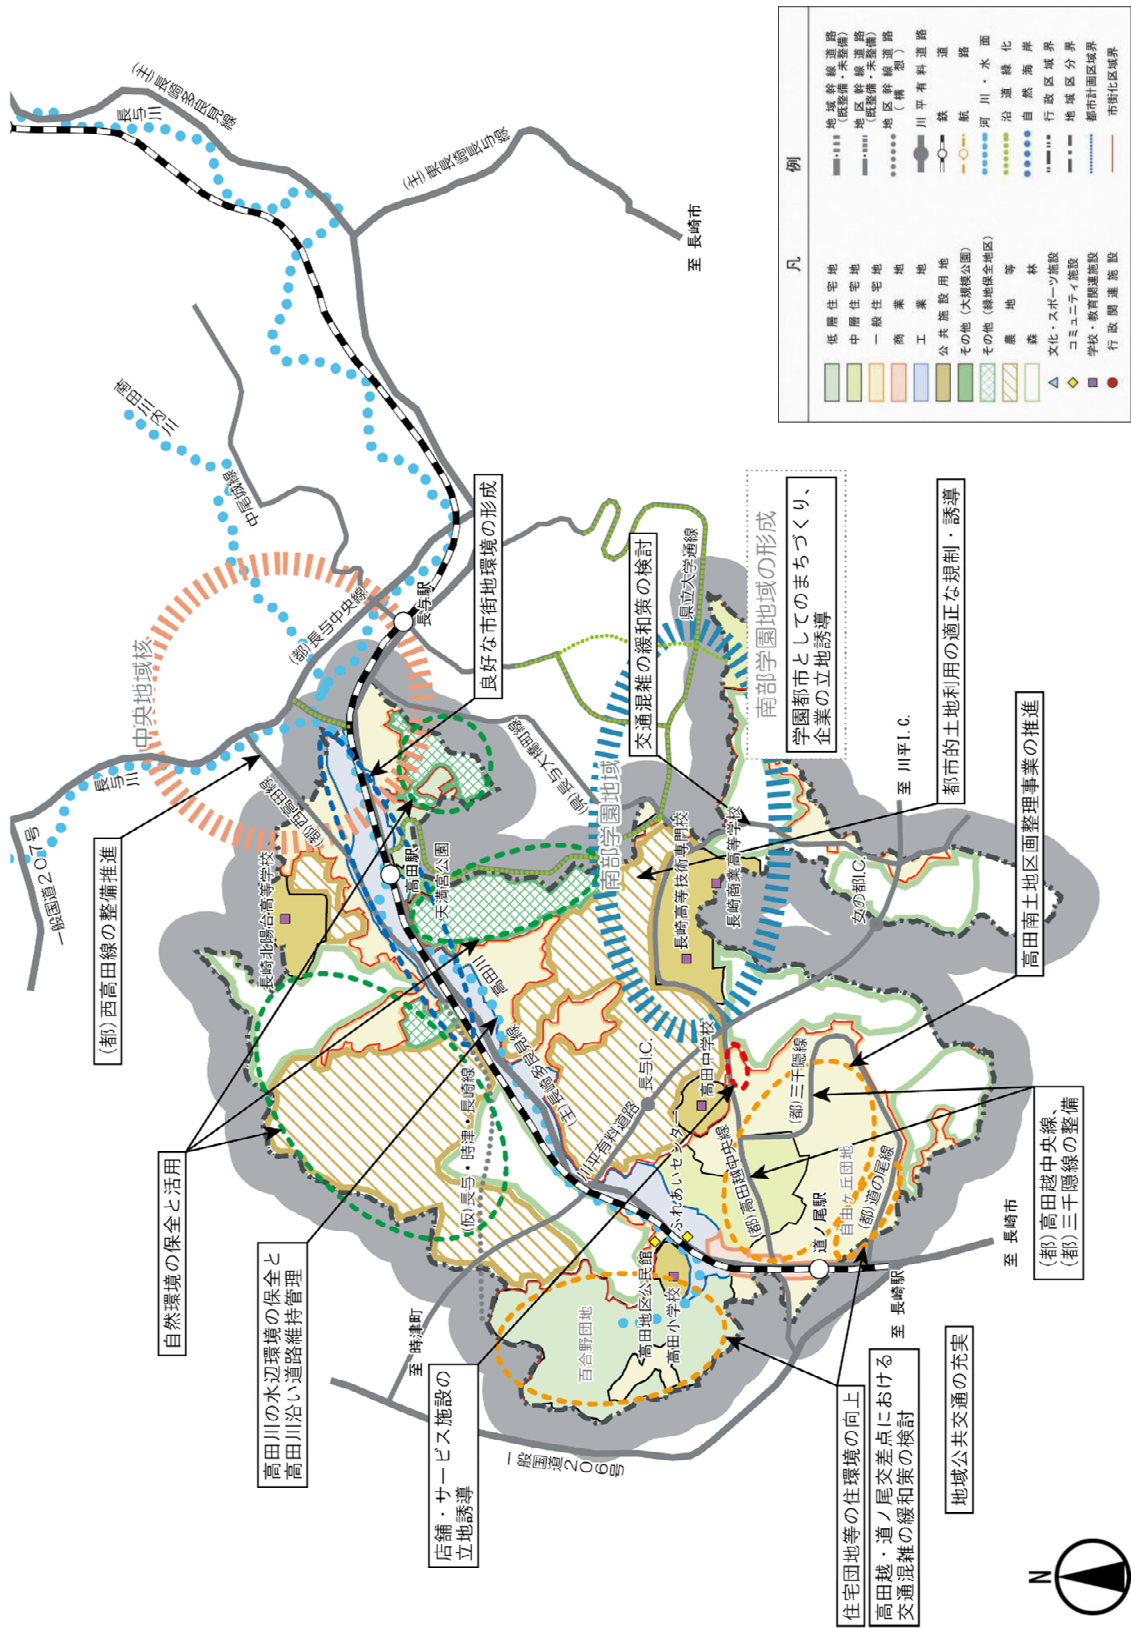 (都)西高田線の整備推進
自然環境の保全と活用
高田川の水辺環境の保全と
高田川沿い道路維持管理
店舗・サービス施設の
立地誘導
住宅団地等の住環境の向上
高田越・道ノ尾交差点における
交通混雑の緩和策の検討
地域公共交通の充実
(都)高田越中央線、
(都)三千隠線の整備
高田南土地区画整理事業の推進
都市的土地利用の適正な規制・誘導
南部学園地域の形成
学園都市としてのまちづくり、
企業の立地誘導
交通混雑の緩和策の検討
良好な市街地環境の形成
一般国道207号
長与川
中央地域核
(都)西高田線
長崎北陽台高等学校
高田駅
天満宮公園
高田川
(主)長崎多良見線
(仮)長与・時津・長崎線
川平有料道路
長与I.C.
至 時津町
一般国道206号
百合野団地
高田地区公民館
高田小学校
ふれあいセンター
高田中学校
(都)高田越中央線
(都)三千隠線
自由ヶ丘団地
(都)道の尾線
道ノ尾駅
至 長崎駅
至 長崎市
女の都I.C.
至 川平I.C.
長崎高等技術専門校
長崎商業高等学校
南部学園地域
(県)長与大橋町線
県立大学通線
(都)長与中央線
長与駅
中尾城線
高田川内川
(主)長崎多良見線
長与川
(主)東長崎長与線
至 長崎市
N
凡例
低層住宅地
中層住宅地
一般住宅地
商業地
工業地
公共施設用地
その他(大規模公園)
その他(緑地保全地区)
農地等
森林
文化・スポーツ施設
コミュニティ施設
学校・教育関連施設
行政関連施設
地域幹線道路
(既整備・未整備)
地区幹線道路
(既整備・未整備)
地区幹線道路
(構想)
川平有料道路
鉄道
航路
河川・水面
沿道緑化
自然海岸
行政区域界
地域区分界
都市計画区域界
市街化区域界